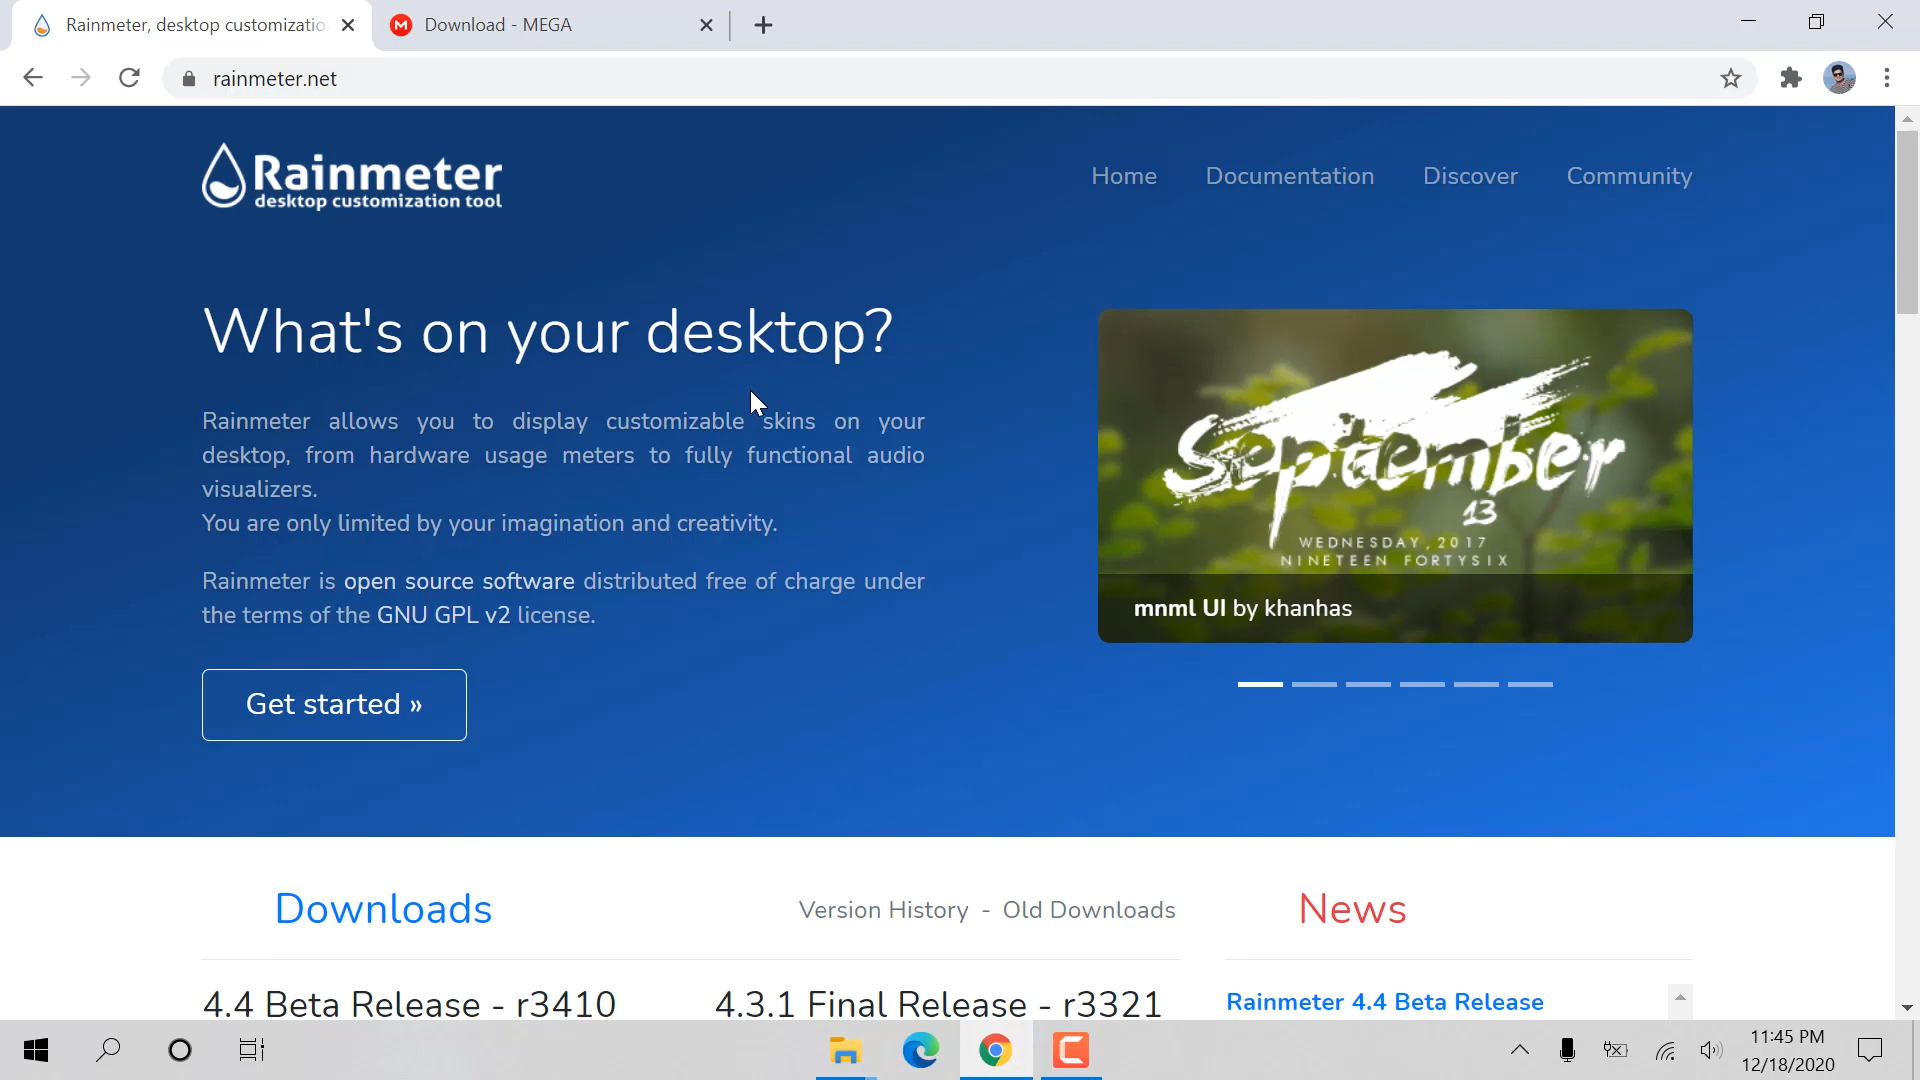 Rainmeter, desktop customizatio
Download - MEGA
rainmeter.net
Rainmeter
desktop customization tool
Home
Documentation
Discover
Community
What's on your desktop?
Rainmeter allows you to display customizable skins on your
desktop, from hardware usage meters to fully functional audio
visualizers.
You are only limited by your imagination and creativity.
Rainmeter is open source software distributed free of charge under
the terms of the GNU GPL v2 license.
Get started »
September
13
WEDNESDAY, 2017
NINETEEN FORTYSIX
mnml UI by khanhas
Downloads
Version History - Old Downloads
News
4.4 Beta Release - r3410
4.3.1 Final Release - r3321
Rainmeter 4.4 Beta Release
11:45 PM
12/18/2020